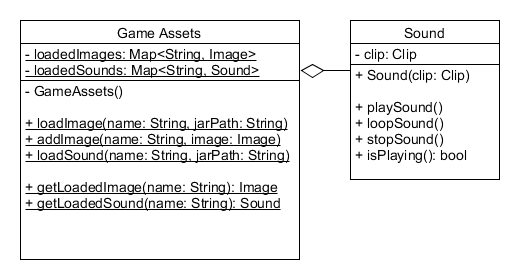 Game Assets
- loadedImages: Map<String, Image>
- loadedSounds: Map<String, Sound>
- GameAssets()
+ loadImage(name: String, jarPath: String)
+ addImage(name: String, image: Image)
+ loadSound(name: String, jarPath: String)
+ getLoadedImage(name: String): Image
+ getLoadedSound(name: String): Sound
Sound
- clip: Clip
+ Sound(clip: Clip)
+ playSound()
+ loopSound()
+ stopSound()
+ isPlaying(): bool